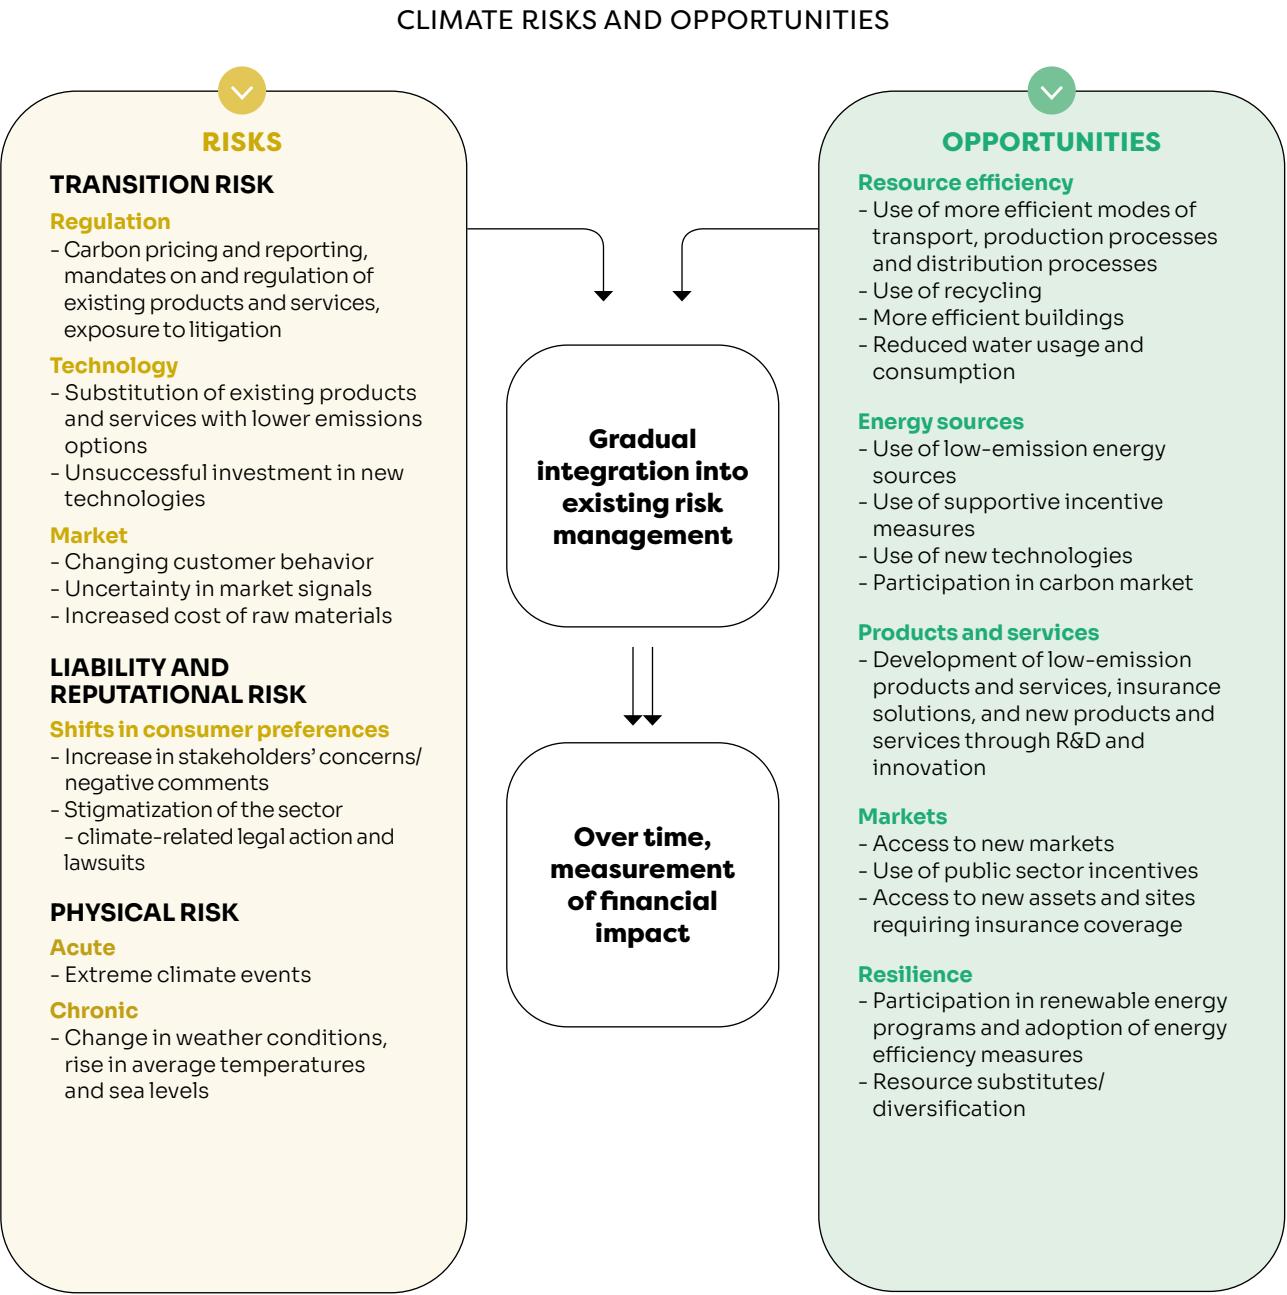 CLIMATE RISKS AND OPPORTUNITIES
RISKS
TRANSITION RISK
Regulation
- Carbon pricing and reporting,
mandates on and regulation of
existing products and services,
exposure to litigation
Technology
- Substitution of existing products
and services with lower emissions
options
- Unsuccessful investment in new
technologies
Market
- Changing customer behavior
- Uncertainty in market signals
- Increased cost of raw materials
LIABILITY AND
REPUTATIONAL RISK
Shifts in consumer preferences
- Increase in stakeholders’ concerns/
negative comments
- Stigmatization of the sector
- climate-related legal action and
lawsuits
PHYSICAL RISK
Acute
- Extreme climate events
Chronic
- Change in weather conditions,
rise in average temperatures
and sea levels
Gradual
integration into
existing risk
management
Over time,
measurement
of financial
impact
OPPORTUNITIES
Resource efficiency
- Use of more efficient modes of
transport, production processes
and distribution processes
- Use of recycling
- More efficient buildings
- Reduced water usage and
consumption
Energy sources
- Use of low-emission energy
sources
- Use of supportive incentive
measures
- Use of new technologies
- Participation in carbon market
Products and services
- Development of low-emission
products and services, insurance
solutions, and new products and
services through R&D and
innovation
Markets
- Access to new markets
- Use of public sector incentives
- Access to new assets and sites
requiring insurance coverage
Resilience
- Participation in renewable energy
programs and adoption of energy
efficiency measures
- Resource substitutes/
diversification